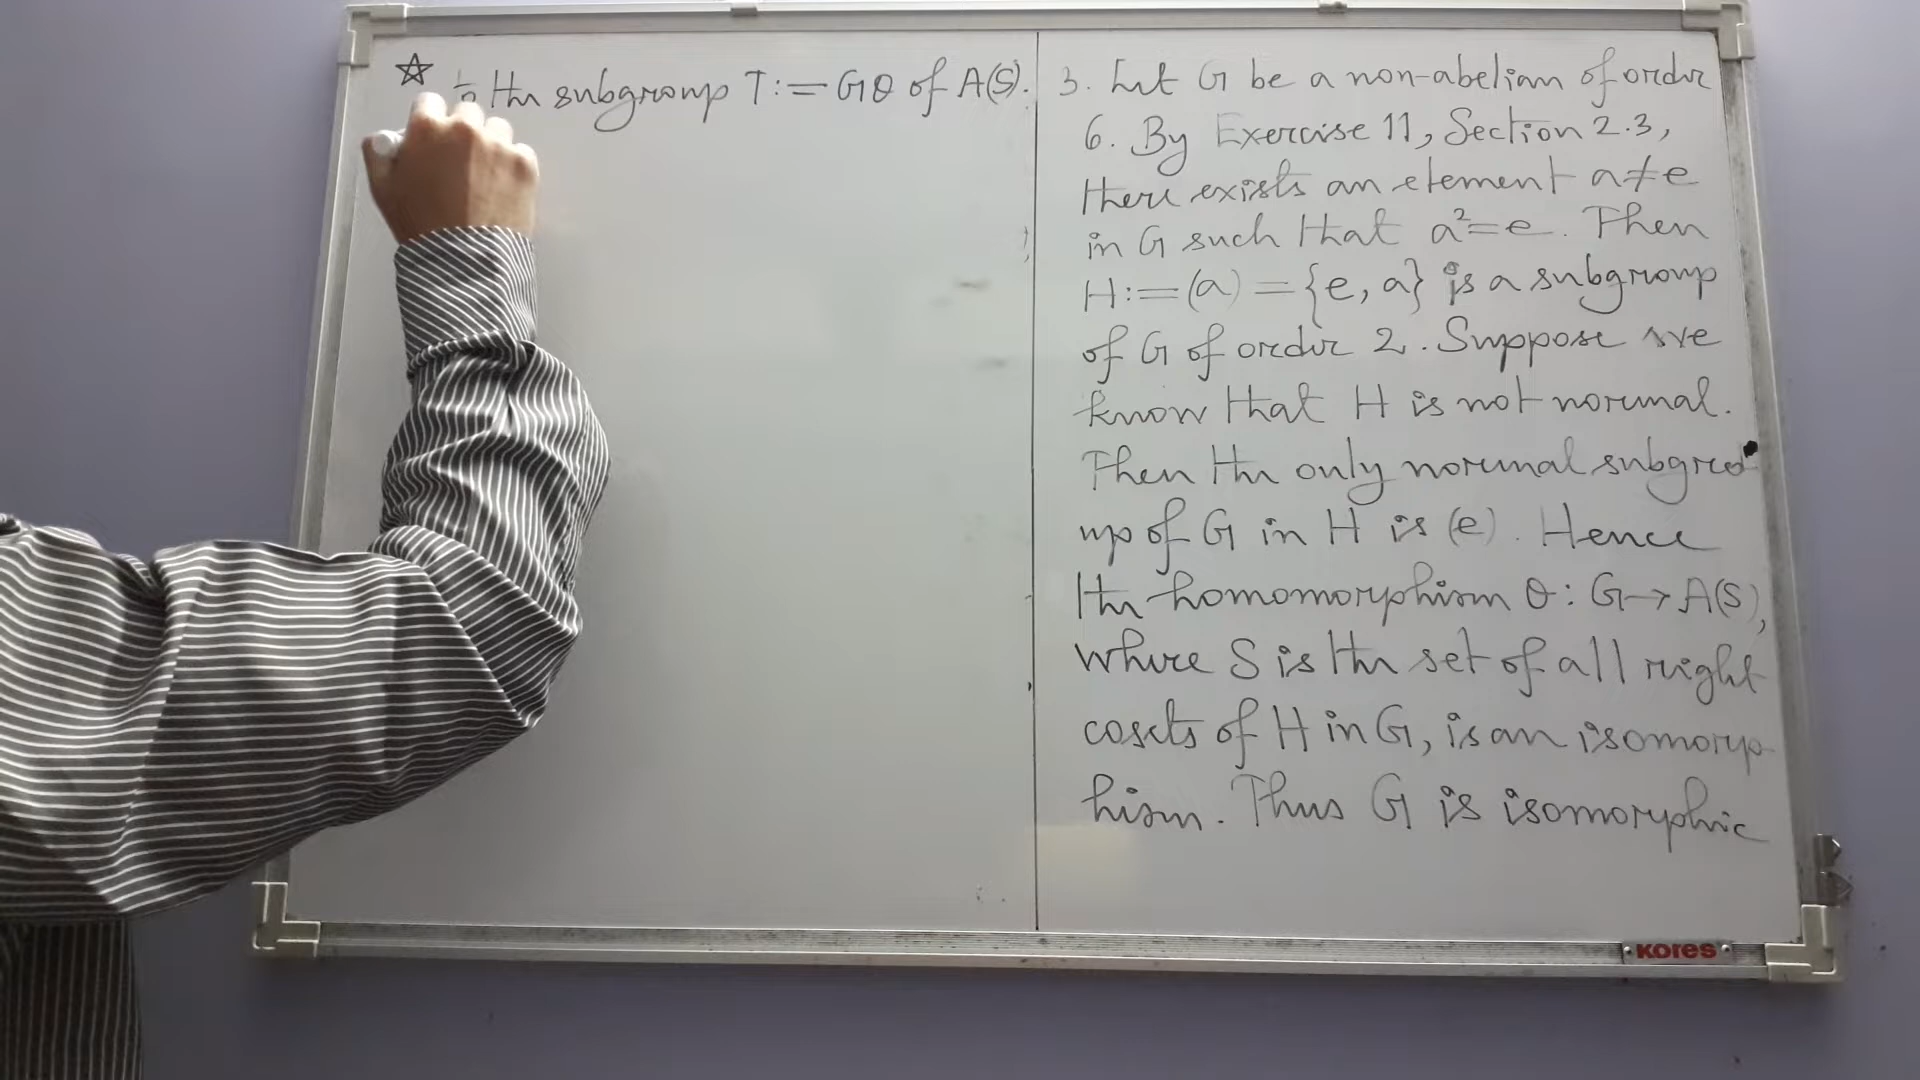 ☆ to the subgroup T:=Gθ of A(S).
3. Let G be a non-abelian of order
6. By Exercise 11, Section 2.3,
there exists an element a≠e
in G such that a²=e. Then
H:=(a)={e, a} is a subgroup
of G of order 2. Suppose we
know that H is not normal.
Then the only normal subgro
up of G in H is (e). Hence
the homomorphism θ: G→A(S),
where S is the set of all right
cosets of H in G, is an isomorp
hism. Thus G is isomorphic
KORES